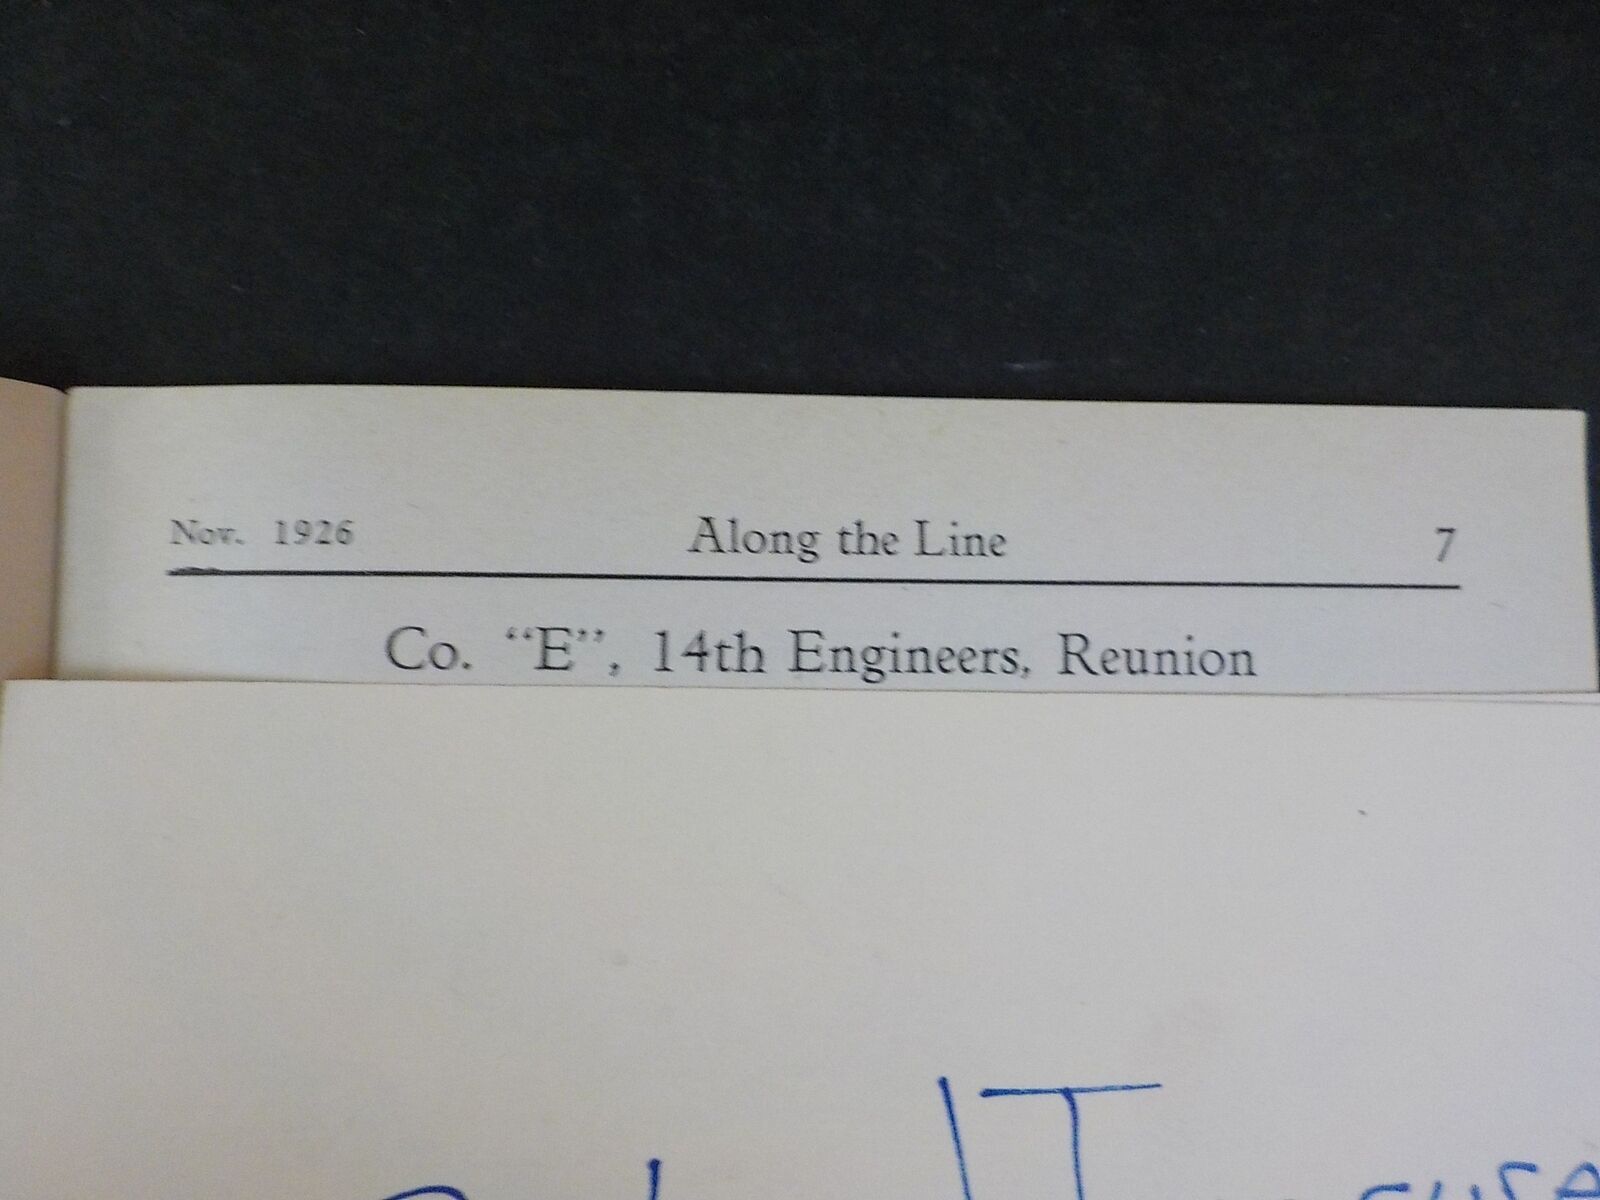 Nov. 1926 Along the Line 7
Co. "E", 14th Engineers, Reunion